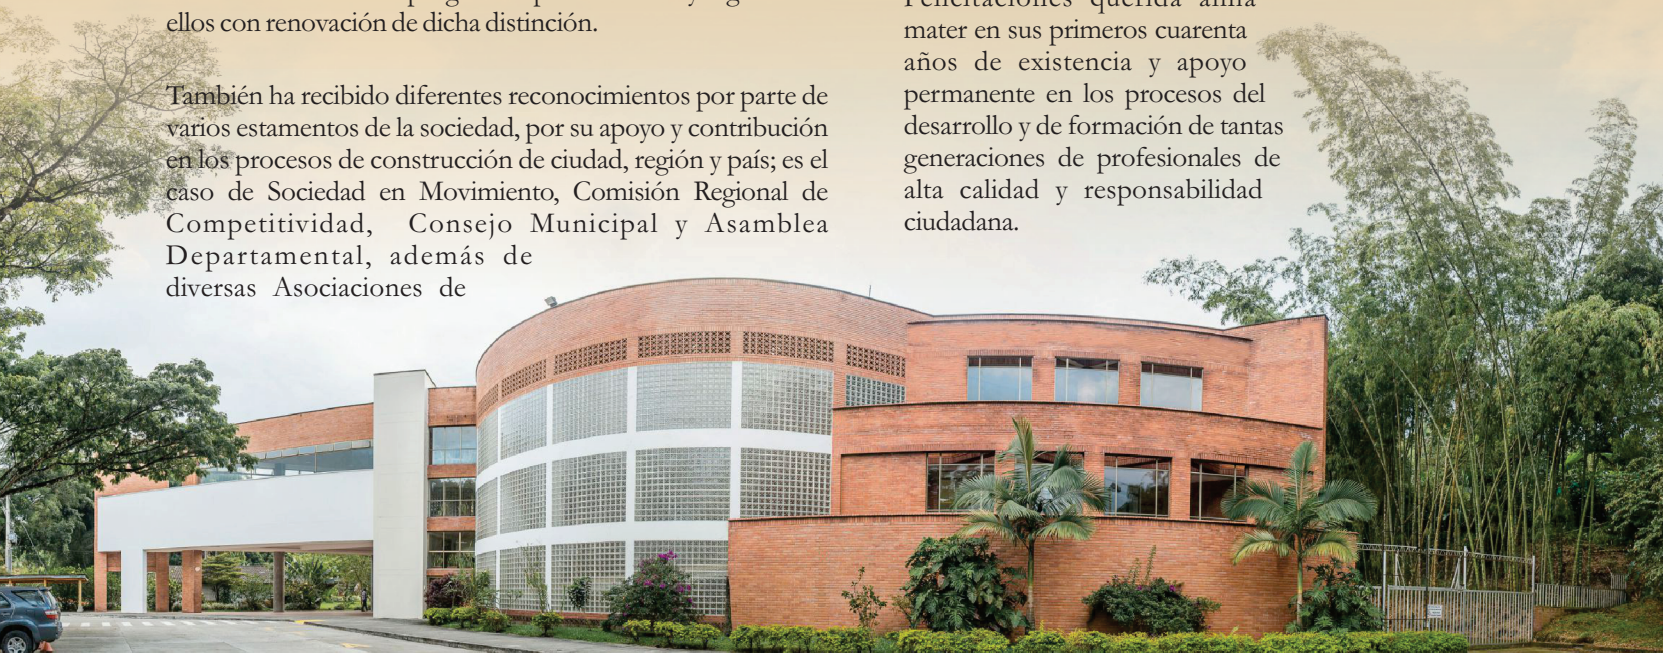 ellos con renovación de dicha distinción.
También ha recibido diferentes reconocimientos por parte de
varios estamentos de la sociedad, por su apoyo y contribución
en los procesos de construcción de ciudad, región y país; es el
caso de Sociedad en Movimiento, Comisión Regional de
Competitividad, Consejo Municipal y Asamblea
Departamental, además de
diversas Asociaciones de
Felicitaciones querida alma
mater en sus primeros cuarenta
años de existencia y apoyo
permanente en los procesos del
desarrollo y de formación de tantas
generaciones de profesionales de
alta calidad y responsabilidad
ciudadana.